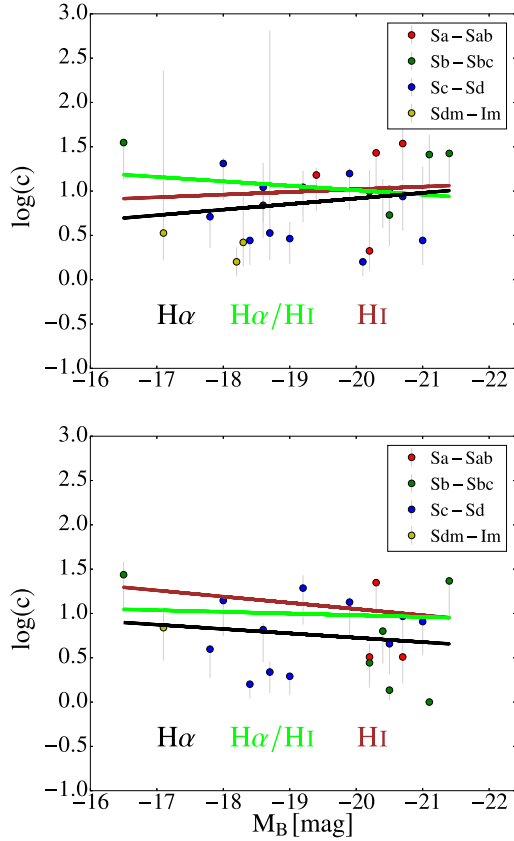 3.0
Sa−Sab
2.5
Sb−Sbc
2.0
Sc−Sd
Sdm−Im
1.5
log(c)
1.0
0.5
0.0
Hα Hα/HI HI
−0.5
−1.0
−16 −17 −18 −19 −20 −21 −22
3.0
Sa−Sab
2.5
Sb−Sbc
2.0
Sc−Sd
Sdm−Im
1.5
log(c)
1.0
0.5
0.0
Hα Hα/HI HI
−0.5
−1.0
−16 −17 −18 −19 −20 −21 −22
M_B[mag]